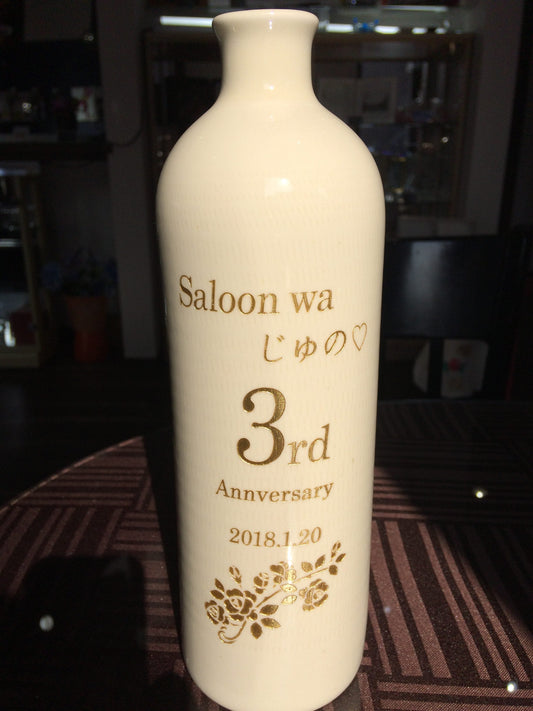 Saloon wa
じゅの♡
3rd
Annversary
2018.1.20